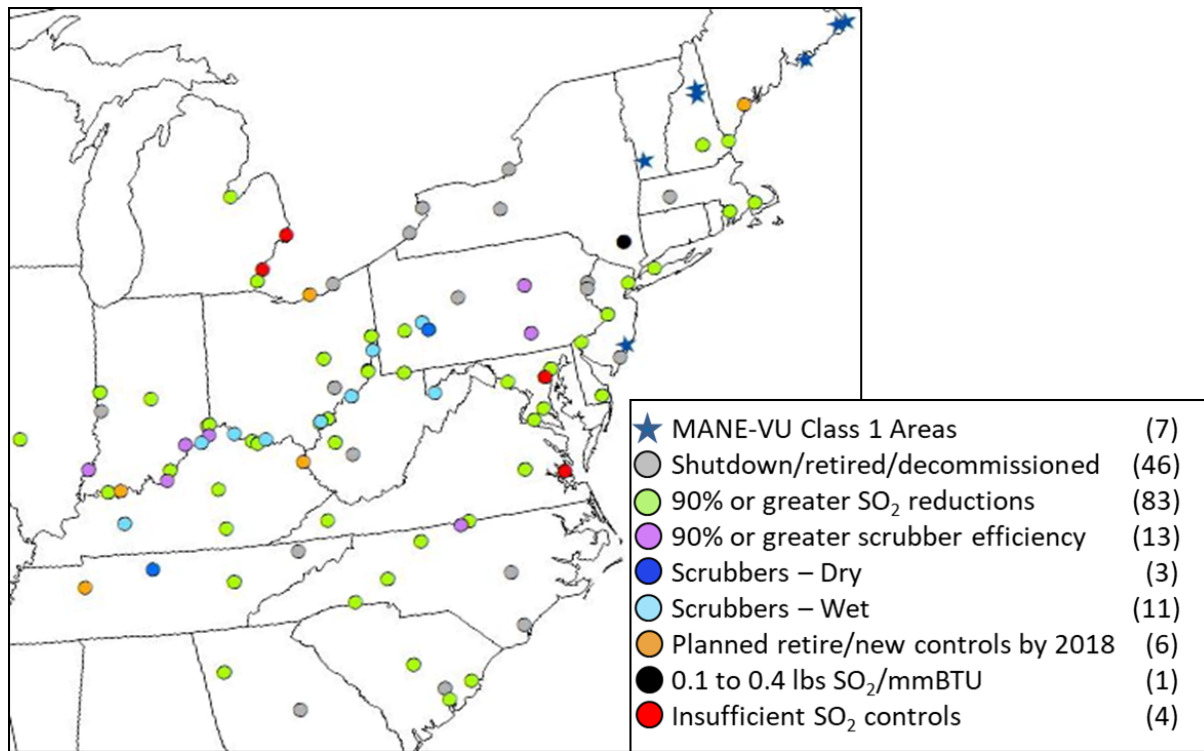 MANE-VU Class 1 Areas (7)
Shutdown/retired/decommissioned (46)
90% or greater SO₂ reductions (83)
90% or greater scrubber efficiency (13)
Scrubbers – Dry (3)
Scrubbers – Wet (11)
Planned retire/new controls by 2018 (6)
0.1 to 0.4 lbs SO₂/mmBTU (1)
Insufficient SO₂ controls (4)